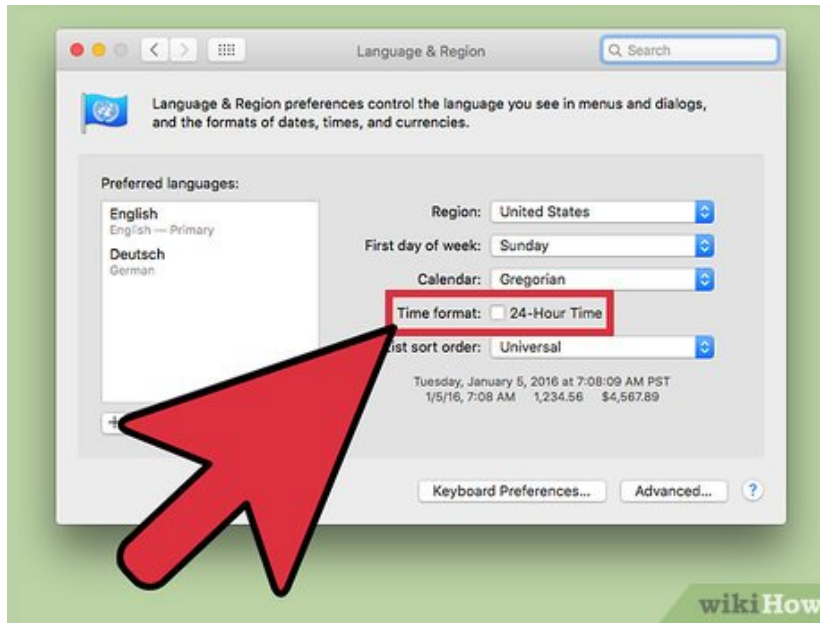 Language & Region
Search
Language & Region preferences control the language you see in menus and dialogs,
and the formats of dates, times, and currencies.
Preferred languages:
English
English — Primary
Deutsch
German
Region: United States
First day of week: Sunday
Calendar: Gregorian
Time format: 24-Hour Time
List sort order: Universal
Tuesday, January 5, 2016 at 7:08:09 AM PST
1/5/16, 7:08 AM 1,234.56 $4,567.89
+
Keyboard Preferences... Advanced... ?
wikiHow